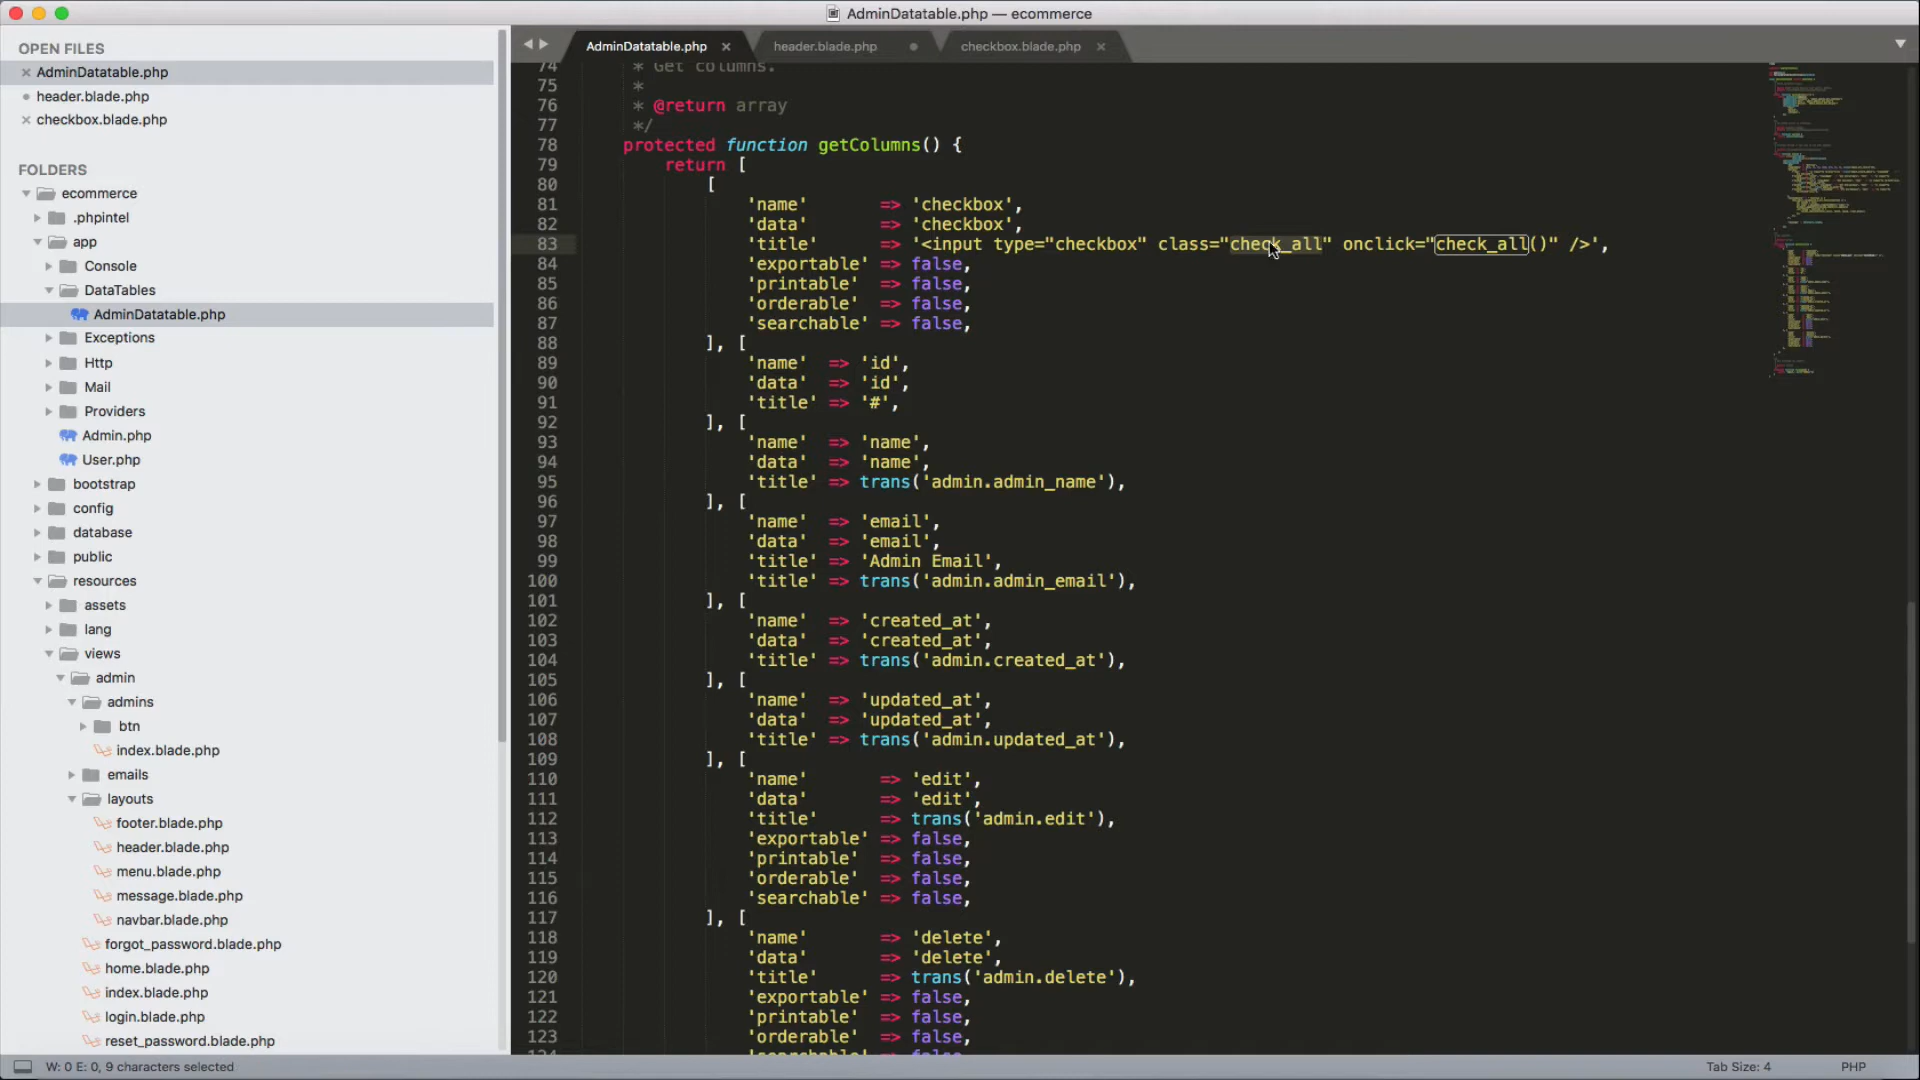 AdminDatatable.php — ecommerce
OPEN FILES
AdminDatatable.php
header.blade.php
checkbox.blade.php
FOLDERS
ecommerce
.phpintel
app
Console
DataTables
AdminDatatable.php
Exceptions
Http
Mail
Providers
Admin.php
User.php
bootstrap
config
database
public
resources
assets
lang
views
admin
admins
btn
index.blade.php
emails
layouts
footer.blade.php
header.blade.php
menu.blade.php
message.blade.php
navbar.blade.php
forgot_password.blade.php
home.blade.php
index.blade.php
login.blade.php
reset_password.blade.php
AdminDatatable.php header.blade.php checkbox.blade.php
74 * Get columns.
75 *
76 * @return array
77 */
78 protected function getColumns() {
79 return [
80 [
81 'name' => 'checkbox',
82 'data' => 'checkbox',
83 'title' => '<input type="checkbox" class="check_all" onclick="check_all()" />',
84 'exportable' => false,
85 'printable' => false,
86 'orderable' => false,
87 'searchable' => false,
88 ], [
89 'name' => 'id',
90 'data' => 'id',
91 'title' => '#',
92 ], [
93 'name' => 'name',
94 'data' => 'name',
95 'title' => trans('admin.admin_name'),
96 ], [
97 'name' => 'email',
98 'data' => 'email',
99 'title' => 'Admin Email',
100 'title' => trans('admin.admin_email'),
101 ], [
102 'name' => 'created_at',
103 'data' => 'created_at',
104 'title' => trans('admin.created_at'),
105 ], [
106 'name' => 'updated_at',
107 'data' => 'updated_at',
108 'title' => trans('admin.updated_at'),
109 ], [
110 'name' => 'edit',
111 'data' => 'edit',
112 'title' => trans('admin.edit'),
113 'exportable' => false,
114 'printable' => false,
115 'orderable' => false,
116 'searchable' => false,
117 ], [
118 'name' => 'delete',
119 'data' => 'delete',
120 'title' => trans('admin.delete'),
121 'exportable' => false,
122 'printable' => false,
123 'orderable' => false,
W: 0 E: 0, 9 characters selected
Tab Size: 4
PHP